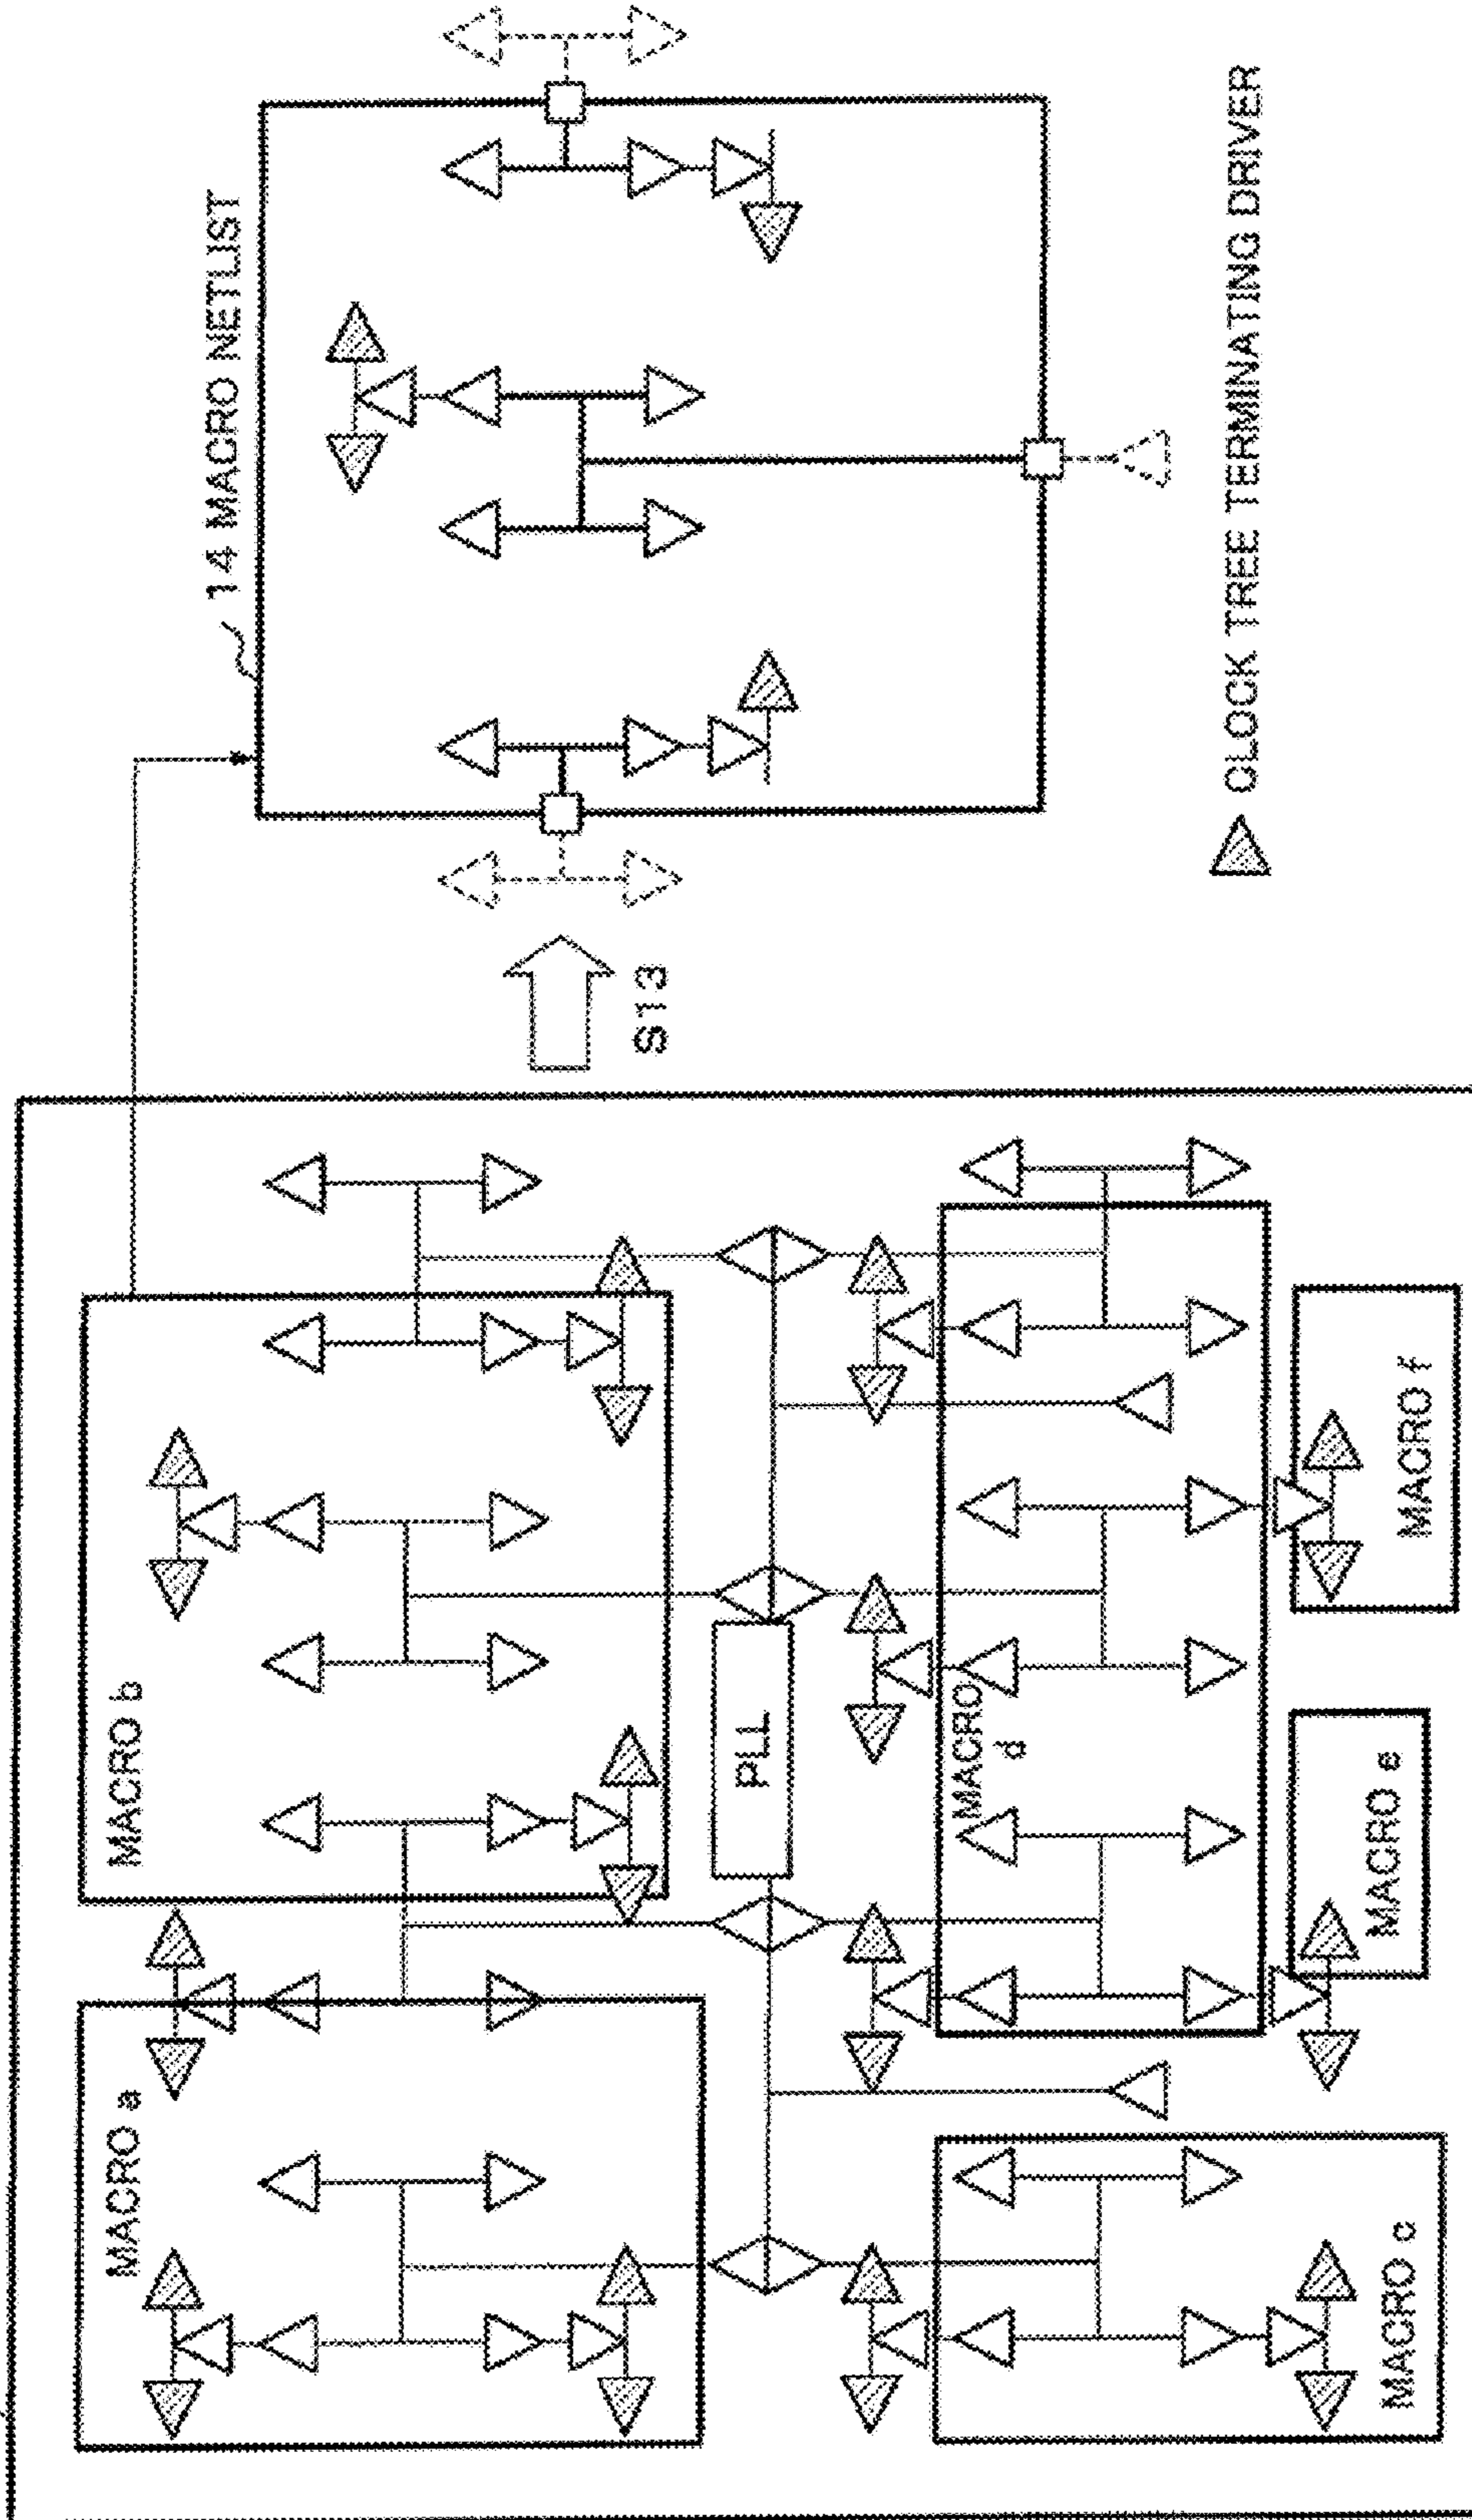 MACRO a
MACRO b
PLL
MACRO c
MACRO
d
MACRO e
MACRO f
S13
14 MACRO NETLIST
CLOCK TREE TERMINATING DRIVER